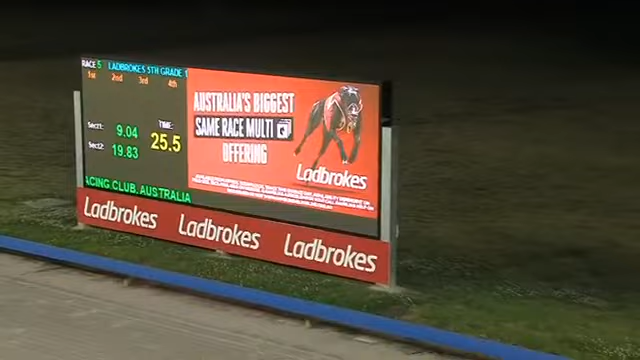 RACE 5 LADBROKES 5TH GRADE 1
1st 2nd 3rd 4th
Sect1: 9.04
Sect2: 19.83
TIME:
25.5
ACING CLUB. AUSTRALIA
AUSTRALIA'S BIGGEST
SAME RACE MULTI
OFFERING
Ladbrokes
Ladbrokes Ladbrokes Ladbrokes